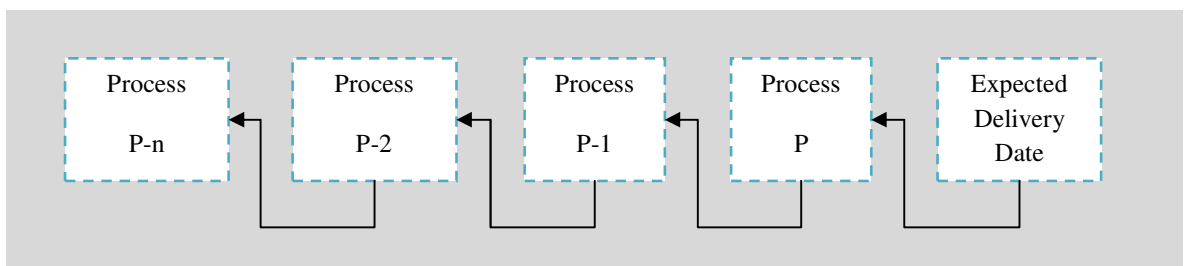 Process
P-n
Process
P-2
Process
P-1
Process
P
Expected
Delivery
Date